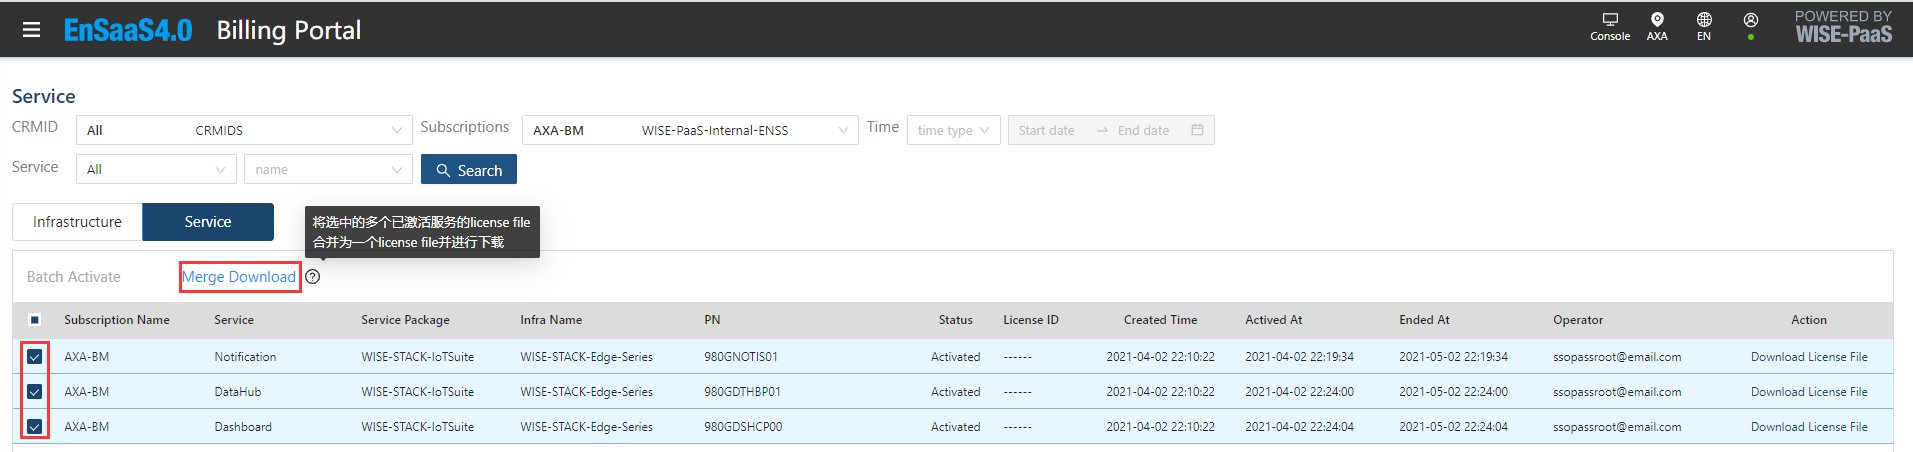 EnSaaS4.0 Billing Portal
Console AXA EN
POWERED BY
WISE-PaaS
Service
CRMID All CRMIDS Subscriptions AXA-BM WISE-PaaS-Internal-ENSS Time time type Start date End date
Service All name Search
Infrastructure Service
将选中的多个已激活服务的license file
合并为一个license file并进行下载
Batch Activate Merge Download
Subscription Name Service Service Package Infra Name PN Status License ID Created Time Actived At Ended At Operator Action
AXA-BM Notification WISE-STACK-IoTSuite WISE-STACK-Edge-Series 980GNOTIS01 Activated ------ 2021-04-02 22:10:22 2021-04-02 22:19:34 2021-05-02 22:19:34 ssopassroot@email.com Download License File
AXA-BM DataHub WISE-STACK-IoTSuite WISE-STACK-Edge-Series 980GDTHBP01 Activated ------ 2021-04-02 22:10:22 2021-04-02 22:24:00 2021-05-02 22:24:00 ssopassroot@email.com Download License File
AXA-BM Dashboard WISE-STACK-IoTSuite WISE-STACK-Edge-Series 980GDSHCP00 Activated ------ 2021-04-02 22:10:22 2021-04-02 22:24:04 2021-05-02 22:24:04 ssopassroot@email.com Download License File